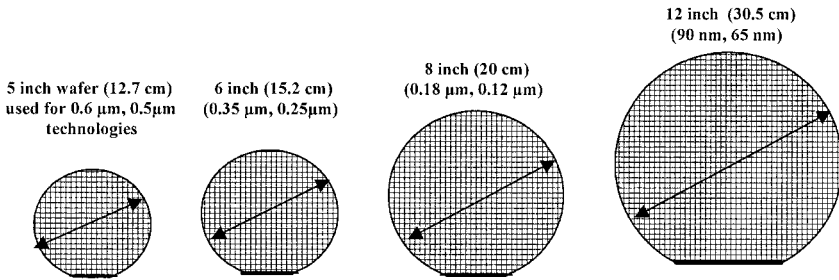 5 inch wafer (12.7 cm)
used for 0.6 µm, 0.5µm
technologies
6 inch (15.2 cm)
(0.35 µm, 0.25µm)
8 inch (20 cm)
(0.18 µm, 0.12 µm)
12 inch (30.5 cm)
(90 nm, 65 nm)